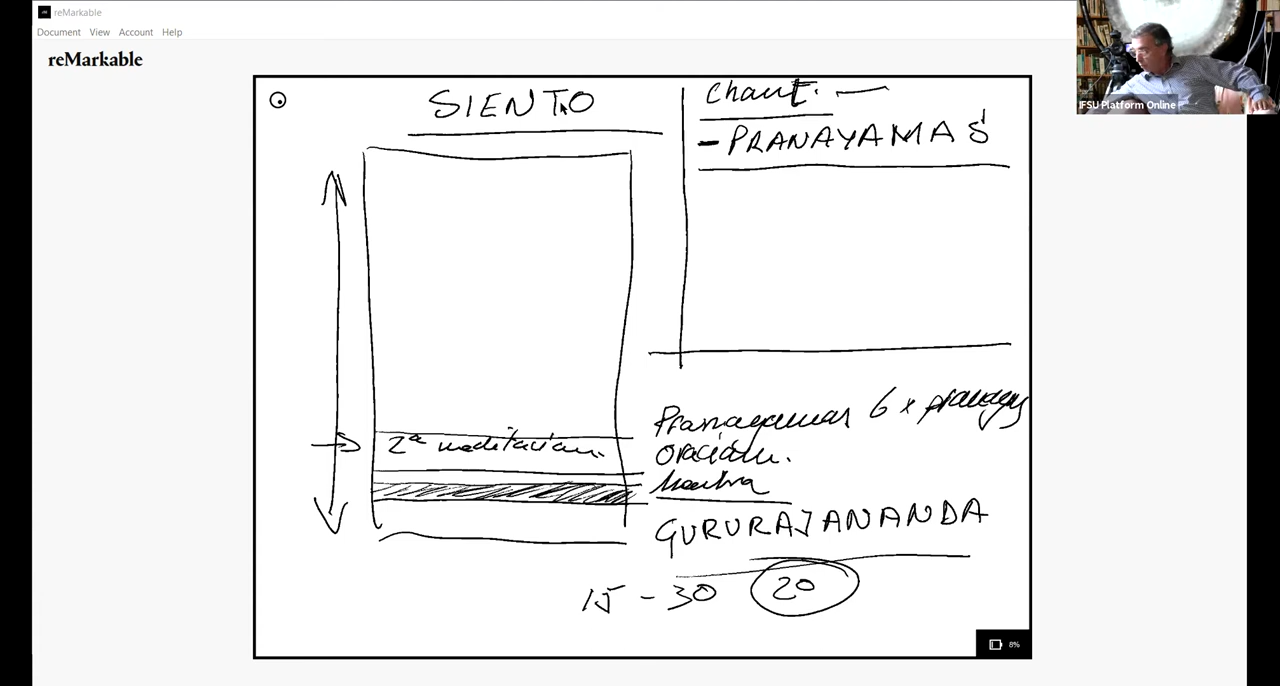 reMarkable
Document View Account Help
reMarkable
IFSU Platform Online
SIENTO
Chant. —
- PRANAYAMAS
2ª meditación.
Pranayamas 6 x
oración.
Mantra
GURURAJANANDA
15 - 30 20
8%